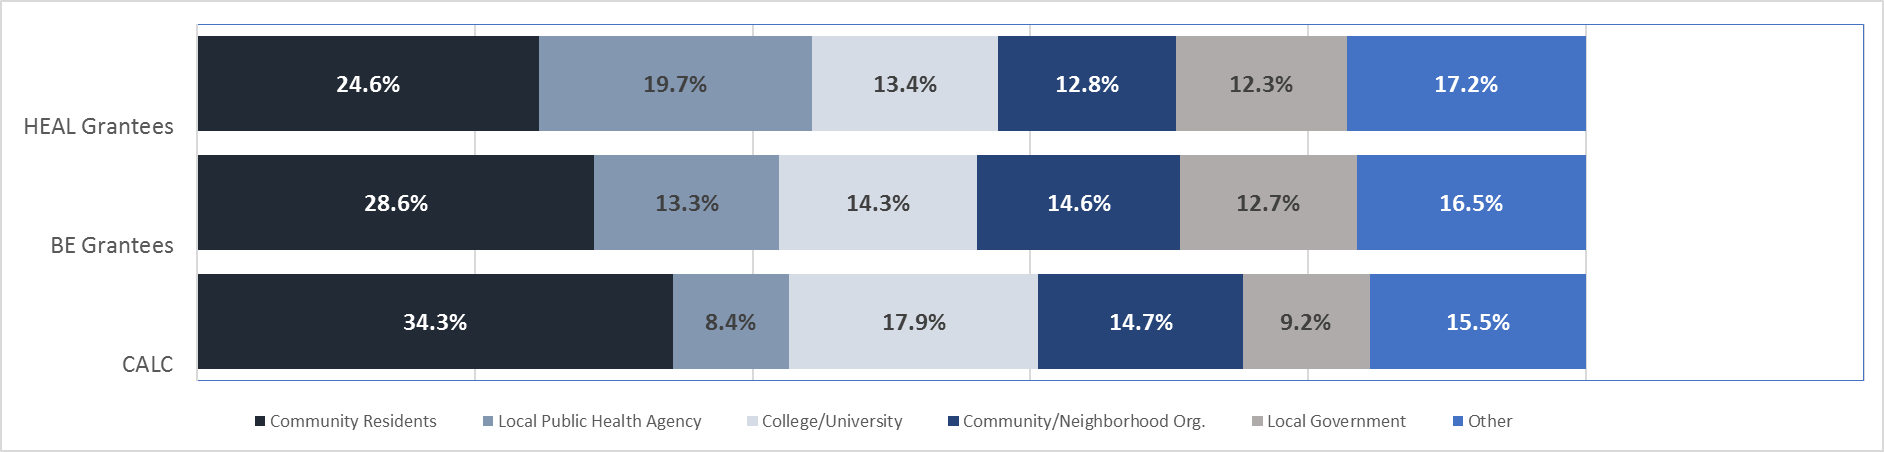 24.6% 19.7% 13.4% 12.8% 12.3% 17.2%
HEAL Grantees
28.6% 13.3% 14.3% 14.6% 12.7% 16.5%
BE Grantees
34.3% 8.4% 17.9% 14.7% 9.2% 15.5%
CALC
Community Residents Local Public Health Agency College/University Community/Neighborhood Org. Local Government Other